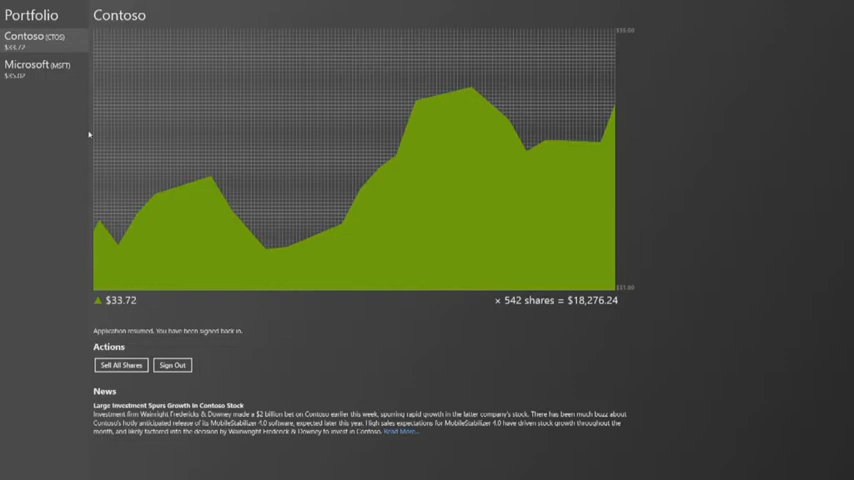 Portfolio
Contoso (CTOS)
$33.72
Microsoft (MSFT)
Contoso
$31.00
$33.72
× 542 shares = $18,276.24
Application resumed. You have been signed back in.
Actions
Sell All Shares
Sign Out
News
Large Investment Spurs Growth in Contoso Stock
Investment firm Wainright Fredericks & Downey made a $2 billion bet on Contoso earlier this week, spurring rapid growth in the latter company's stock. There has been much buzz about
Contoso's hotly anticipated release of its MobileStabilizer 4.0 software, expected later this year. High sales expectations for MobileStabilizer 4.0 have driven stock growth throughout the
month, and likely factored into the decision by Wainwright Frederick & Downey to invest in Contoso. Read More...